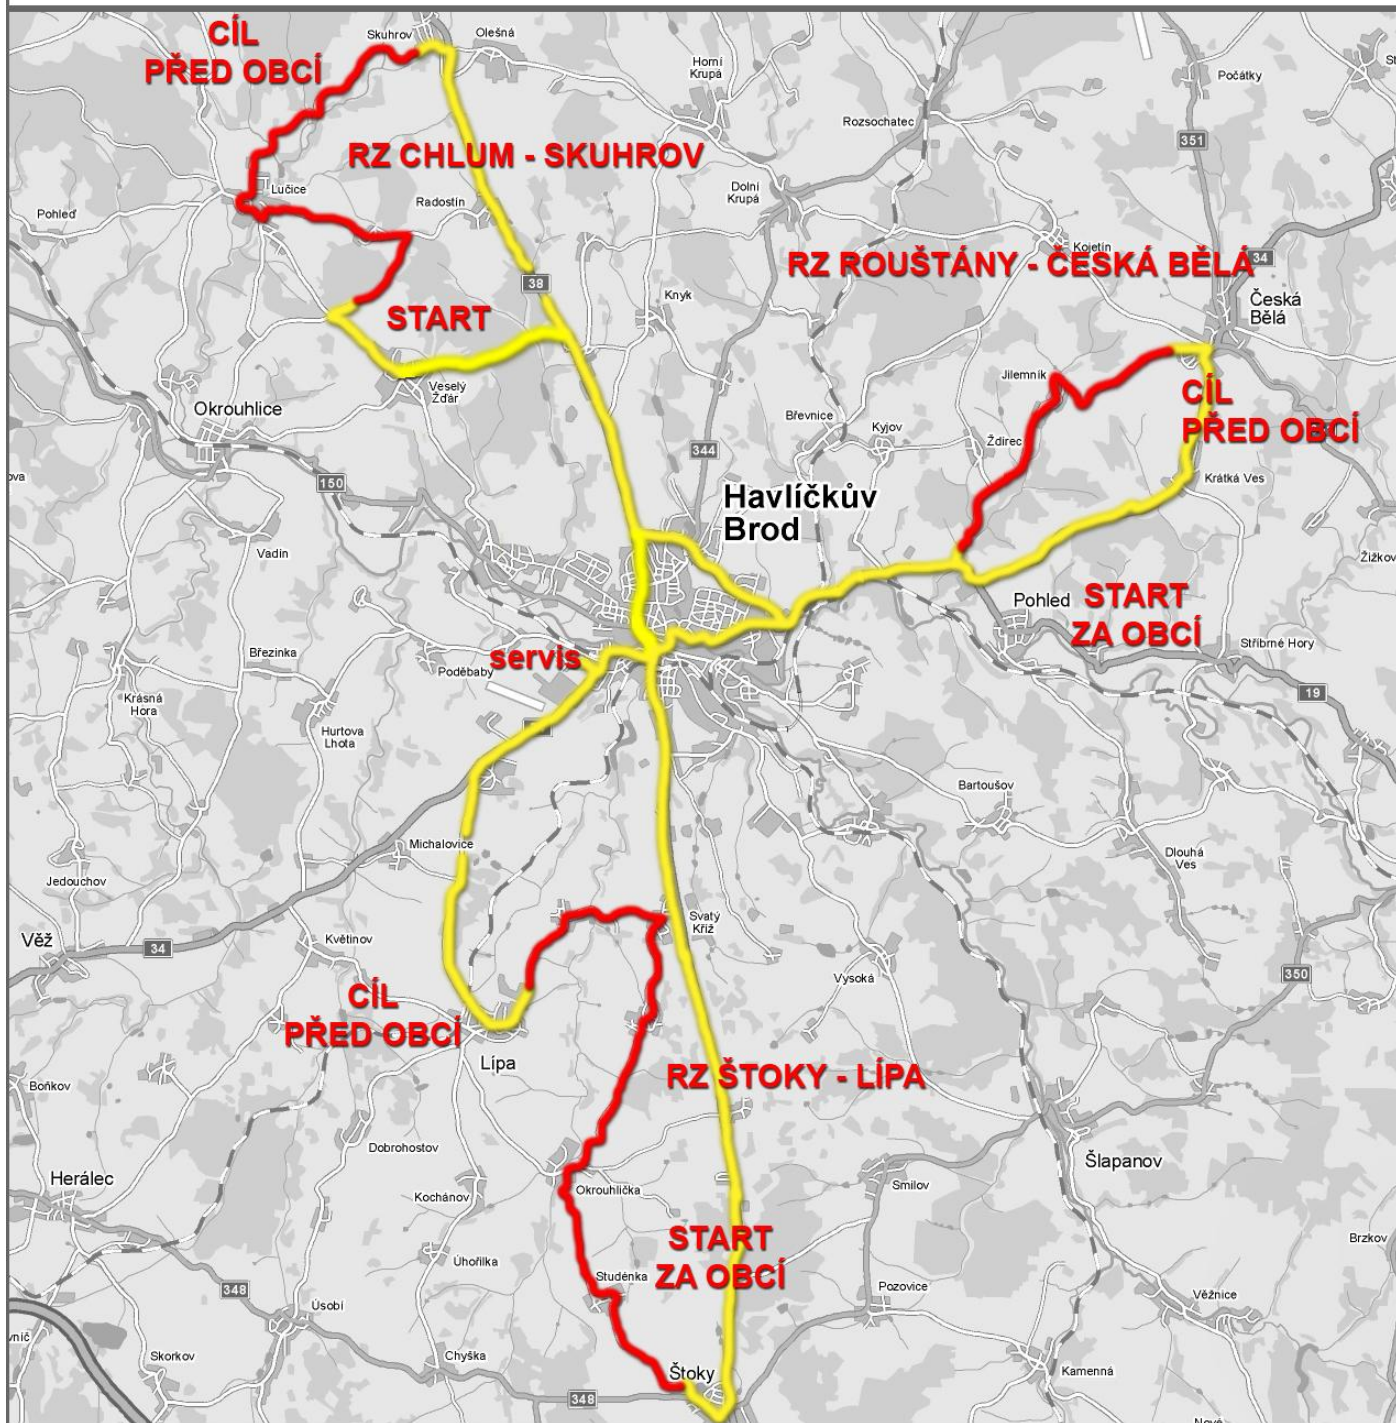 CÍL
PŘED OBCÍ
Skuhrov
Olešná
Horní
Krupá
Počátky
Rozsochatec
351
RZ CHLUM - SKUHROV
Lučice
Radostín
Dolní
Krupá
Pohleď
Kojetín
RZ ROUŠTÁNY - ČESKÁ BĚLÁ
34
38
Knyk
Česká
Bělá
START
Jilemník
Veselý
Žďár
CÍL
PŘED OBCÍ
Okrouhlice
Břevnice
Kyjov
Ždírec
344
150
Krátká Ves
Havlíčkův
Brod
Vadín
Žižkov
Pohled
START
ZA OBCÍ
Stříbrné Hory
Březinka
servis
Poděbaby
19
Krásná
Hora
Hurtova
Lhota
Bartoušov
Michalovice
Dlouhá
Ves
Jedouchov
Svatý
Kříž
Věž
34
Květinov
Vysoká
350
CÍL
PŘED OBCÍ
Lípa
RZ ŠTOKY - LÍPA
Boňkov
Dobrohostov
Šlapanov
Herálec
Kochánov
Okrouhlička
Smilov
START
ZA OBCÍ
Brzkov
Úhořilka
Studénka
348
Úsobí
Pozovice
Věžnice
Skorkov
Chyška
Štoky
Kamenná
348